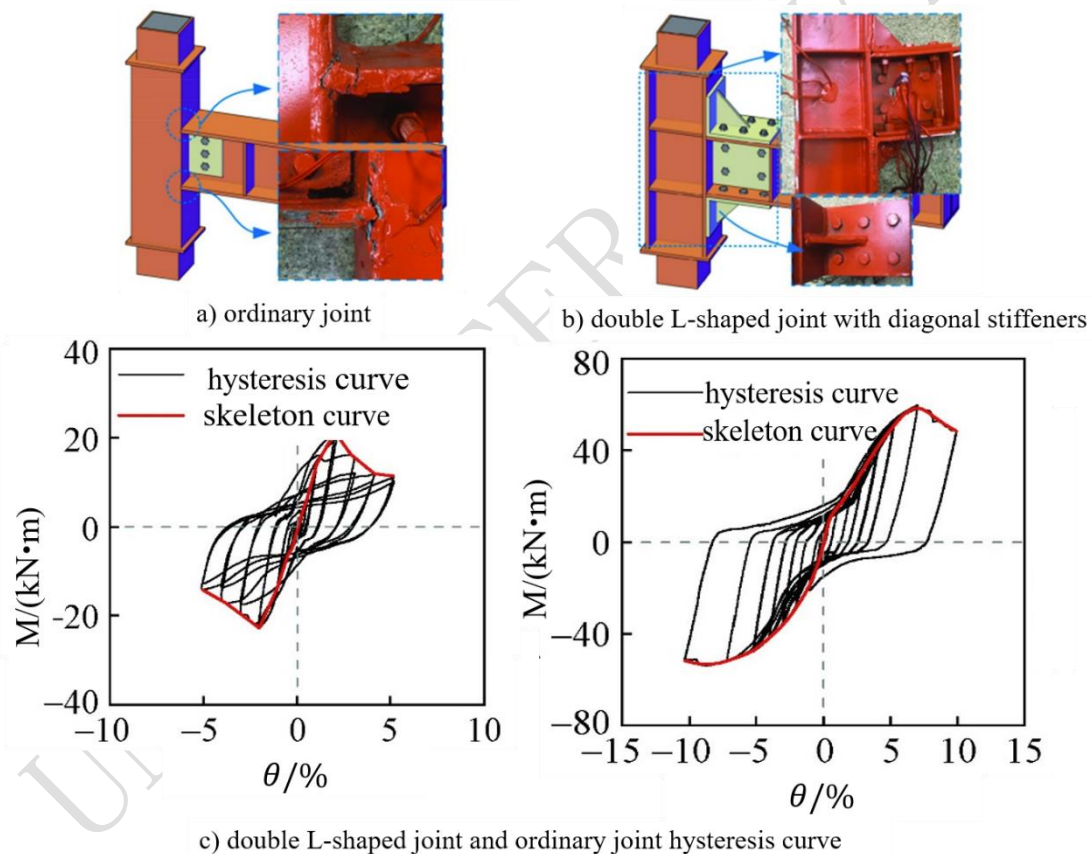 a) ordinary joint
b) double L-shaped joint with diagonal stiffeners
40
20
0
−20
−40
M/(kN•m)
hysteresis curve
skeleton curve
−10
−5
0
5
10
θ/%
80
40
0
−40
−80
M/(kN•m)
hysteresis curve
skeleton curve
−15
−10
−5
0
5
10
15
θ/%
c) double L-shaped joint and ordinary joint hysteresis curve